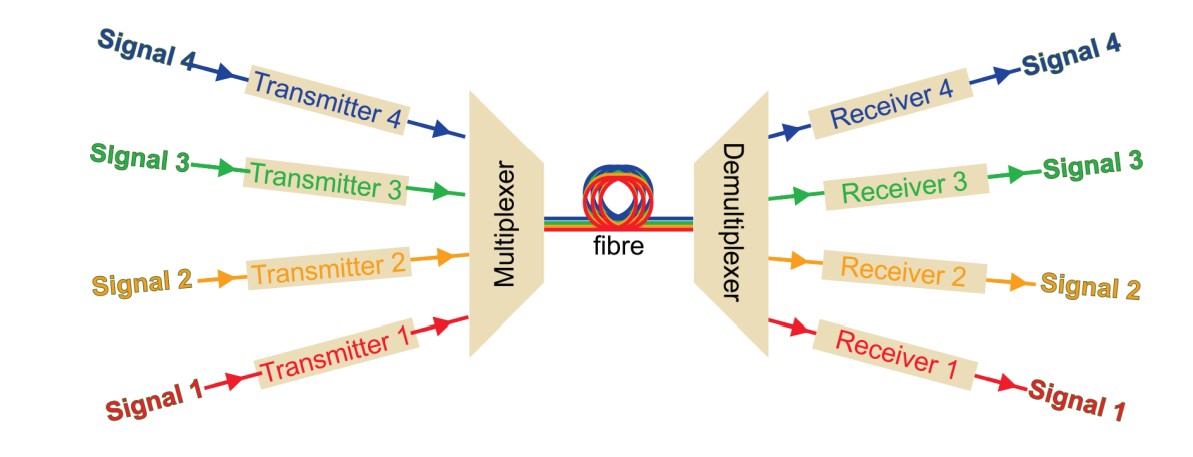 Signal 4
Transmitter 4
Signal 3
Transmitter 3
Signal 2
Transmitter 2
Signal 1
Transmitter 1
Multiplexer
fibre
Demultiplexer
Receiver 4
Signal 4
Receiver 3
Signal 3
Receiver 2
Signal 2
Receiver 1
Signal 1